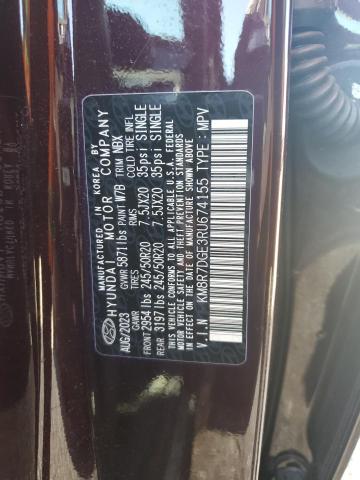 MANUFACTURED IN KOREA BY
HYUNDAI MOTOR COMPANY
AUG/2023 GVWR 5871 lbs PAINT W7B TRIM NBX
GAWR TIRES RIMS COLD TIRE INFL.
FRONT 2954 lbs 245/50R20 7.5JX20 35psi SINGLE
REAR 3197 lbs 245/50R20 7.5JX20 35psi SINGLE
THIS VEHICLE CONFORMS TO ALL APPLICABLE U.S.A. FEDERAL
MOTOR VEHICLE SAFETY, BUMPER, AND THEFT PREVENTION
STANDARDS IN EFFECT ON THE DATE OF MANUFACTURE SHOWN ABOVE.
V.I.N : KM8R7DGE3RU674155 TYPE : MPV